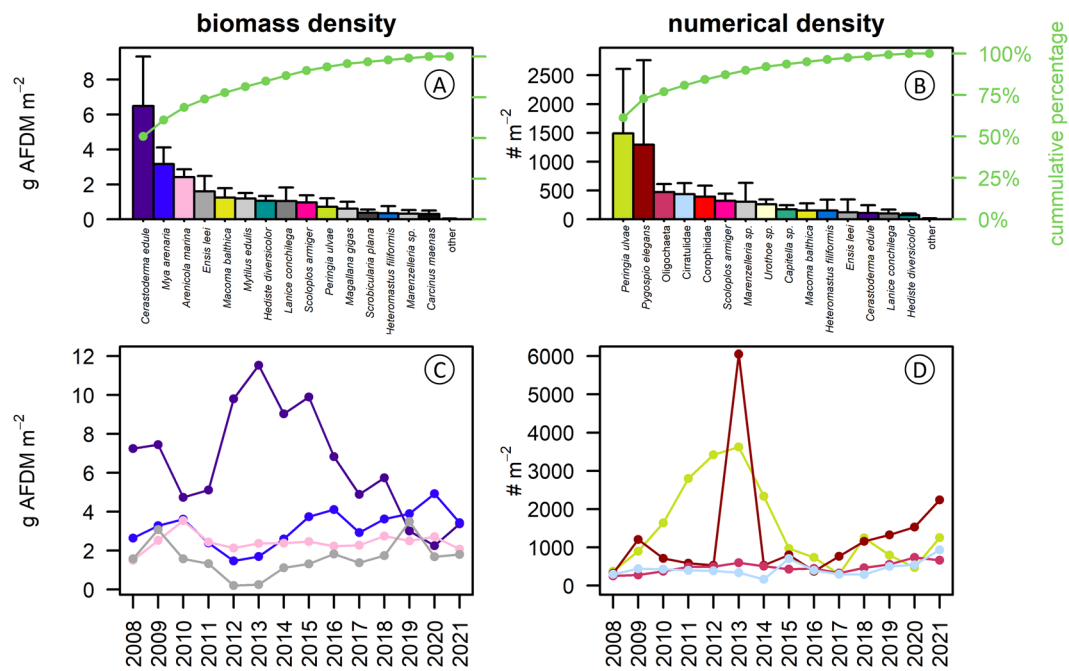 biomass density
numerical density
g AFDM m⁻²
8
6
4
2
0
A
Cerastoderma edule
Mya arenaria
Arenicola marina
Ensis leei
Macoma balthica
Mytilus edulis
Hediste diversicolor
Lanice conchilega
Scoloplos armiger
Peringia ulvae
Magallana gigas
Scrobicularia plana
Heteromastus filiformis
Marenzelleria sp.
Carcinus maenas
other
# m⁻²
2500
2000
1500
1000
500
0
B
100%
75%
50%
25%
0%
cummulative percentage
Peringia ulvae
Pygospio elegans
Oligochaeta
Cirratulidae
Corophiidae
Scoloplos armiger
Marenzelleria sp.
Urothoe sp.
Capitella sp.
Macoma balthica
Heteromastus filiformis
Ensis leei
Cerastoderma edule
Lanice conchilega
Hediste diversicolor
other
g AFDM m⁻²
12
10
8
6
4
2
0
C
2008
2009
2010
2011
2012
2013
2014
2015
2016
2017
2018
2019
2020
2021
# m⁻²
6000
5000
4000
3000
2000
1000
0
D
2008
2009
2010
2011
2012
2013
2014
2015
2016
2017
2018
2019
2020
2021